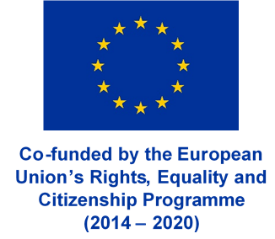 Co-funded by the European
Union's Rights, Equality and
Citizenship Programme
(2014 – 2020)